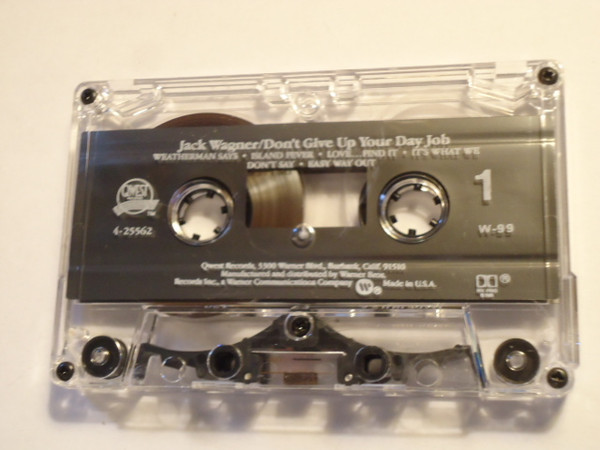 Jack Wagner/Don't Give Up Your Day Job
WEATHERMAN SAYS • ISLAND FEVER • LOVE... FIND IT • IT'S WHAT WE
DON'T SAY • EASY WAY OUT
QWEST
1
4-25562
W-99
Qwest Records, 3300 Warner Blvd., Burbank, Calif. 91510
Manufactured and distributed by Warner Bros.
Records Inc., a Warner Communications Company
® Made in U.S.A.
®